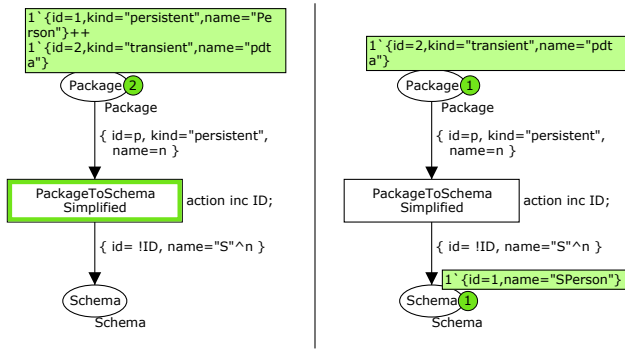 1`{id=1,kind="persistent",name="Pe
rson"}++
1`{id=2,kind="transient",name="pdt
a"}
Package 2
Package
{ id=p, kind="persistent",
name=n }
PackageToSchema
Simplified
action inc ID;
{ id= !ID, name="S"^n }
Schema
Schema
1`{id=2,kind="transient",name="pdt
a"}
Package 1
Package
{ id=p, kind="persistent",
name=n }
PackageToSchema
Simplified
action inc ID;
{ id= !ID, name="S"^n }
1`{id=1,name="SPerson"}
Schema 1
Schema